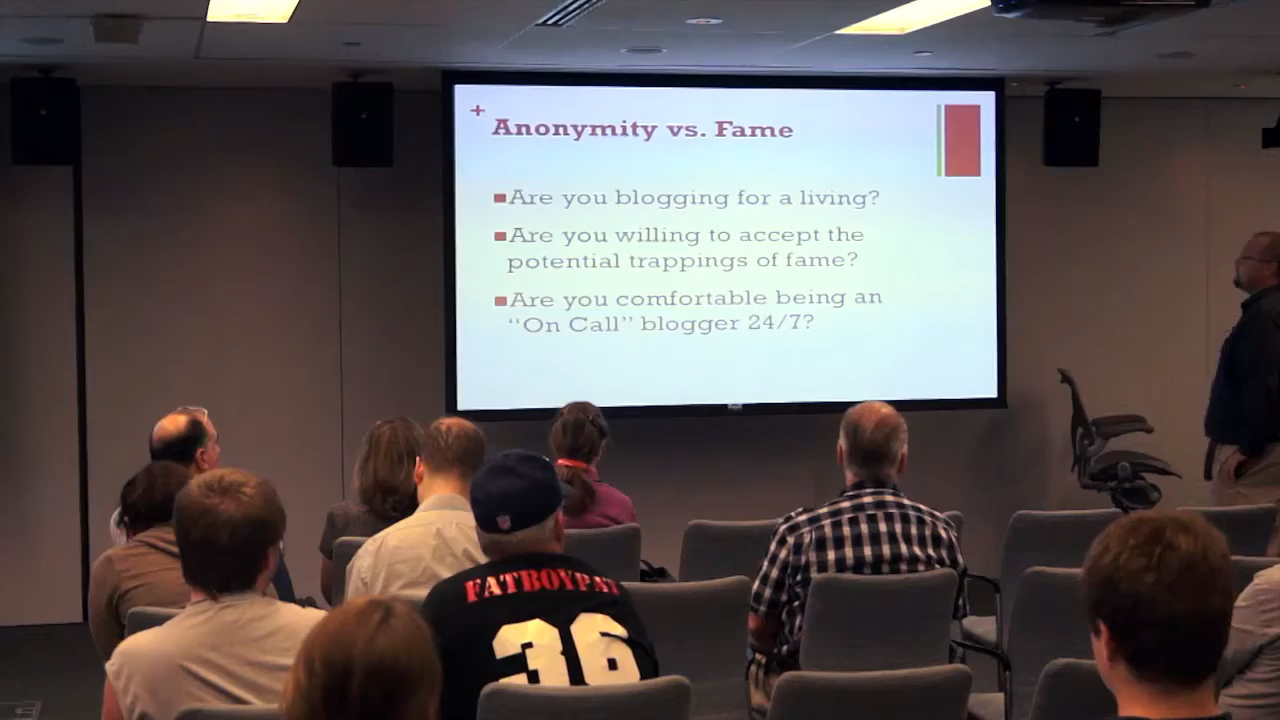 +
Anonymity vs. Fame
Are you blogging for a living?
Are you willing to accept the
potential trappings of fame?
Are you comfortable being an
“On Call” blogger 24/7?
FATBOYPAT
36